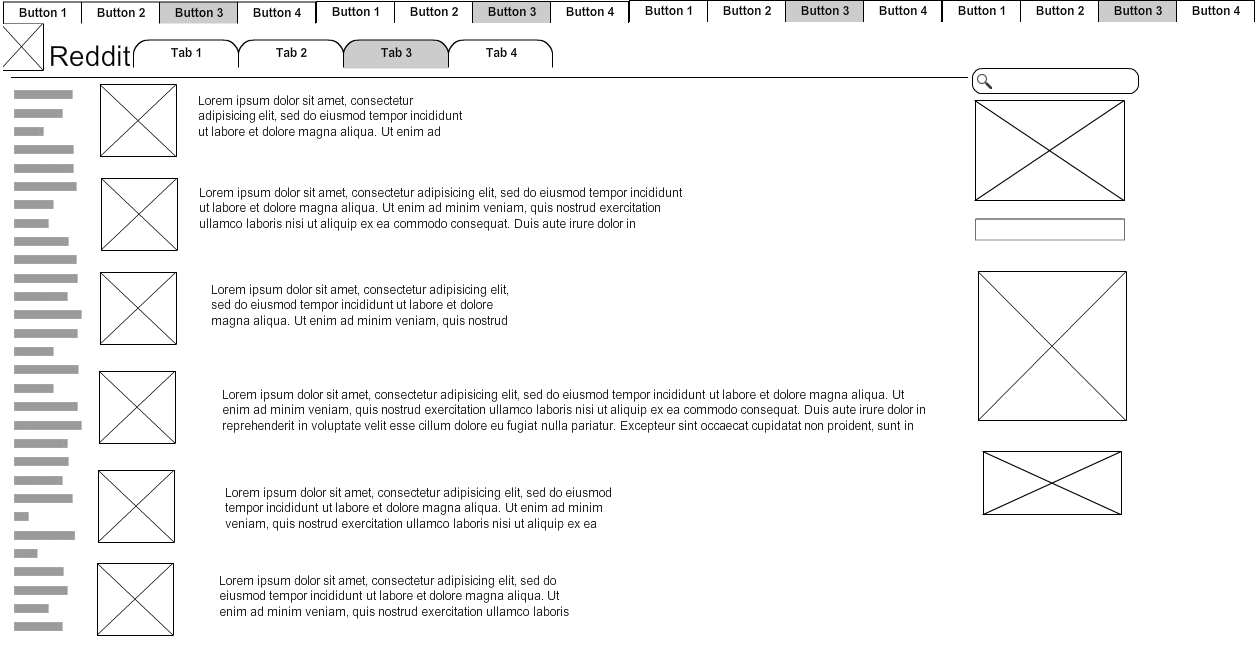 Button 1 Button 2 Button 3 Button 4 Button 1 Button 2 Button 3 Button 4 Button 1 Button 2 Button 3 Button 4 Button 1 Button 2 Button 3 Button 4
Reddit Tab 1 Tab 2 Tab 3 Tab 4
Lorem ipsum dolor sit amet, consectetur
adipisicing elit, sed do eiusmod tempor incididunt
ut labore et dolore magna aliqua. Ut enim ad
Lorem ipsum dolor sit amet, consectetur adipisicing elit, sed do eiusmod tempor incididunt
ut labore et dolore magna aliqua. Ut enim ad minim veniam, quis nostrud exercitation
ullamco laboris nisi ut aliquip ex ea commodo consequat. Duis aute irure dolor in
Lorem ipsum dolor sit amet, consectetur adipisicing elit,
sed do eiusmod tempor incididunt ut labore et dolore
magna aliqua. Ut enim ad minim veniam, quis nostrud
Lorem ipsum dolor sit amet, consectetur adipisicing elit, sed do eiusmod tempor incididunt ut labore et dolore magna aliqua. Ut
enim ad minim veniam, quis nostrud exercitation ullamco laboris nisi ut aliquip ex ea commodo consequat. Duis aute irure dolor in
reprehenderit in voluptate velit esse cillum dolore eu fugiat nulla pariatur. Excepteur sint occaecat cupidatat non proident, sunt in
Lorem ipsum dolor sit amet, consectetur adipisicing elit, sed do eiusmod
tempor incididunt ut labore et dolore magna aliqua. Ut enim ad minim
veniam, quis nostrud exercitation ullamco laboris nisi ut aliquip ex ea
Lorem ipsum dolor sit amet, consectetur adipisicing elit, sed do
eiusmod tempor incididunt ut labore et dolore magna aliqua. Ut
enim ad minim veniam, quis nostrud exercitation ullamco laboris